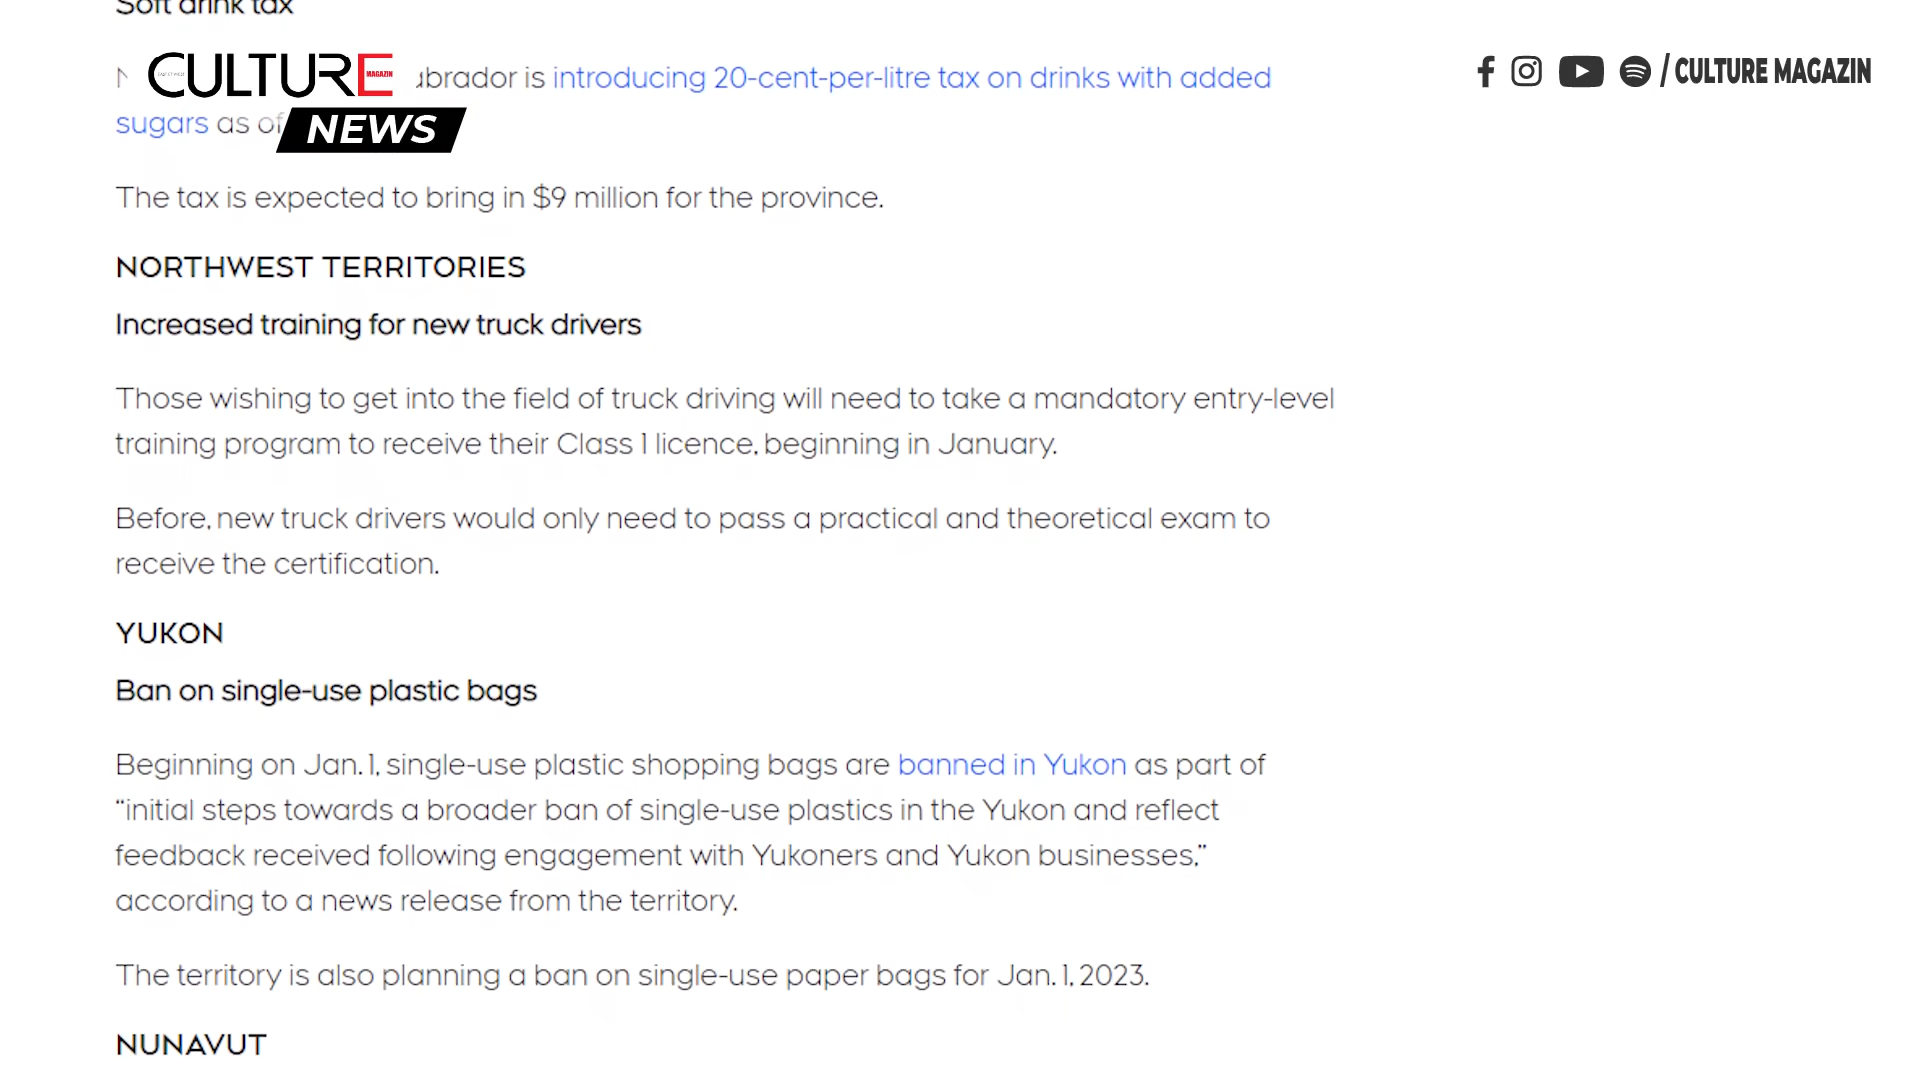 Soft drink tax
CULTURE
MAGAZIN
NEWS
/ CULTURE MAGAZIN
brador is introducing 20-cent-per-litre tax on drinks with added
sugars as of
The tax is expected to bring in $9 million for the province.
NORTHWEST TERRITORIES
Increased training for new truck drivers
Those wishing to get into the field of truck driving will need to take a mandatory entry-level
training program to receive their Class 1 licence, beginning in January.
Before, new truck drivers would only need to pass a practical and theoretical exam to
receive the certification.
YUKON
Ban on single-use plastic bags
Beginning on Jan. 1, single-use plastic shopping bags are banned in Yukon as part of
“initial steps towards a broader ban of single-use plastics in the Yukon and reflect
feedback received following engagement with Yukoners and Yukon businesses,”
according to a news release from the territory.
The territory is also planning a ban on single-use paper bags for Jan. 1, 2023.
NUNAVUT